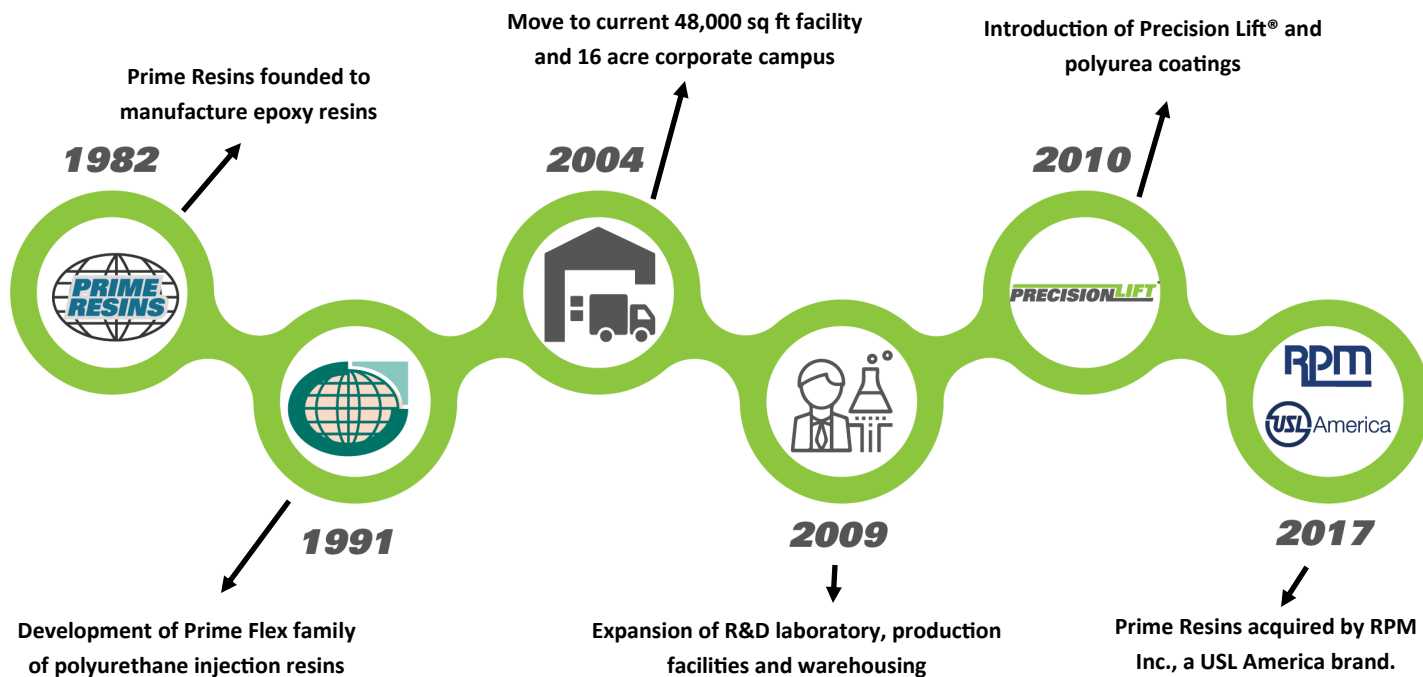 Prime Resins founded to
manufacture epoxy resins
1982
PRIME
RESINS
Development of Prime Flex family
of polyurethane injection resins
1991
Move to current 48,000 sq ft facility
and 16 acre corporate campus
2004
2009
Expansion of R&D laboratory, production
facilities and warehousing
Introduction of Precision Lift® and
polyurea coatings
2010
PRECISIONLIFT
RPM
USL America
2017
Prime Resins acquired by RPM
Inc., a USL America brand.